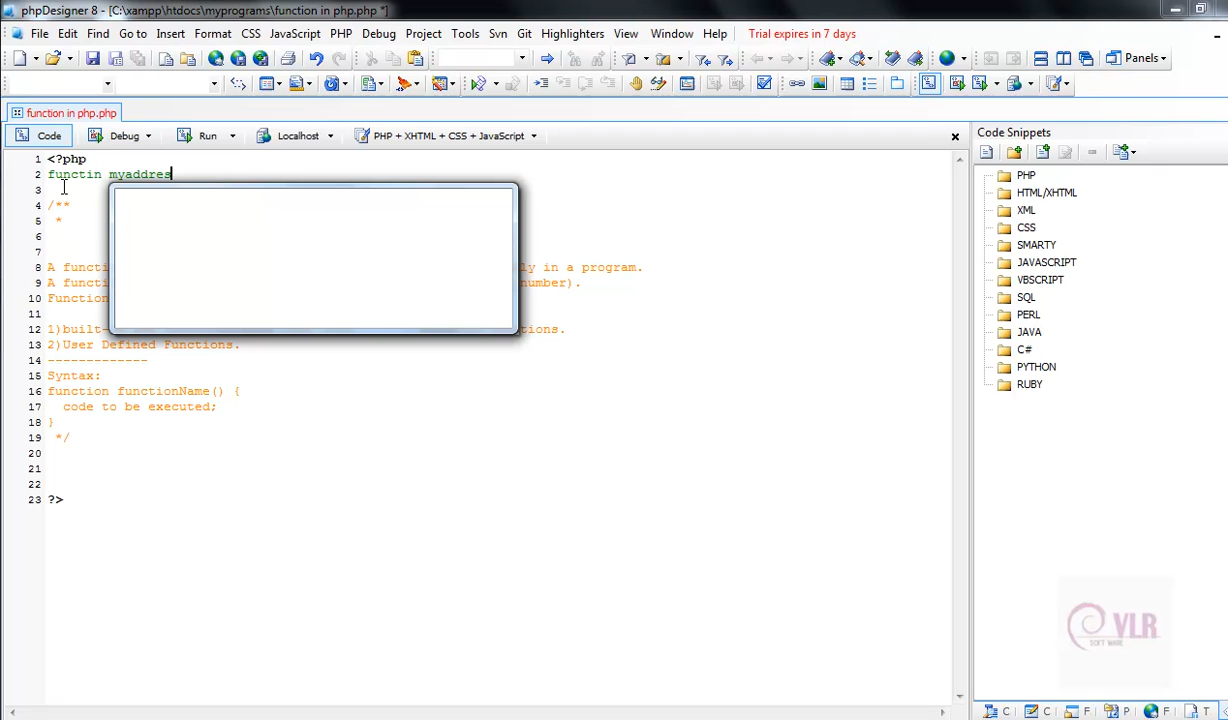 phpDesigner 8 - [C:\xampp\htdocs\myprograms\function in php.php *]
File Edit Find Go to Insert Format CSS JavaScript PHP Debug Project Tools Svn Git Highlighters View Window Help Trial expires in 7 days
Panels
function in php.php
Code Debug Run Localhost PHP + XHTML + CSS + JavaScript
Code Snippets
1 <?php
2 functin myaddres
3
4 /**
5 *
6
7
8 A functi ly in a program.
9 A functi number).
10 Function
11
12 1)built- tions.
13 2)User Defined Functions.
14 -------------
15 Syntax:
16 function functionName() {
17 code to be executed;
18 }
19 */
20
21
22
23 ?>
PHP
HTML/XHTML
XML
CSS
SMARTY
JAVASCRIPT
VBSCRIPT
SQL
PERL
JAVA
C#
PYTHON
RUBY
VLR
SOFT WARE
C C F P F T